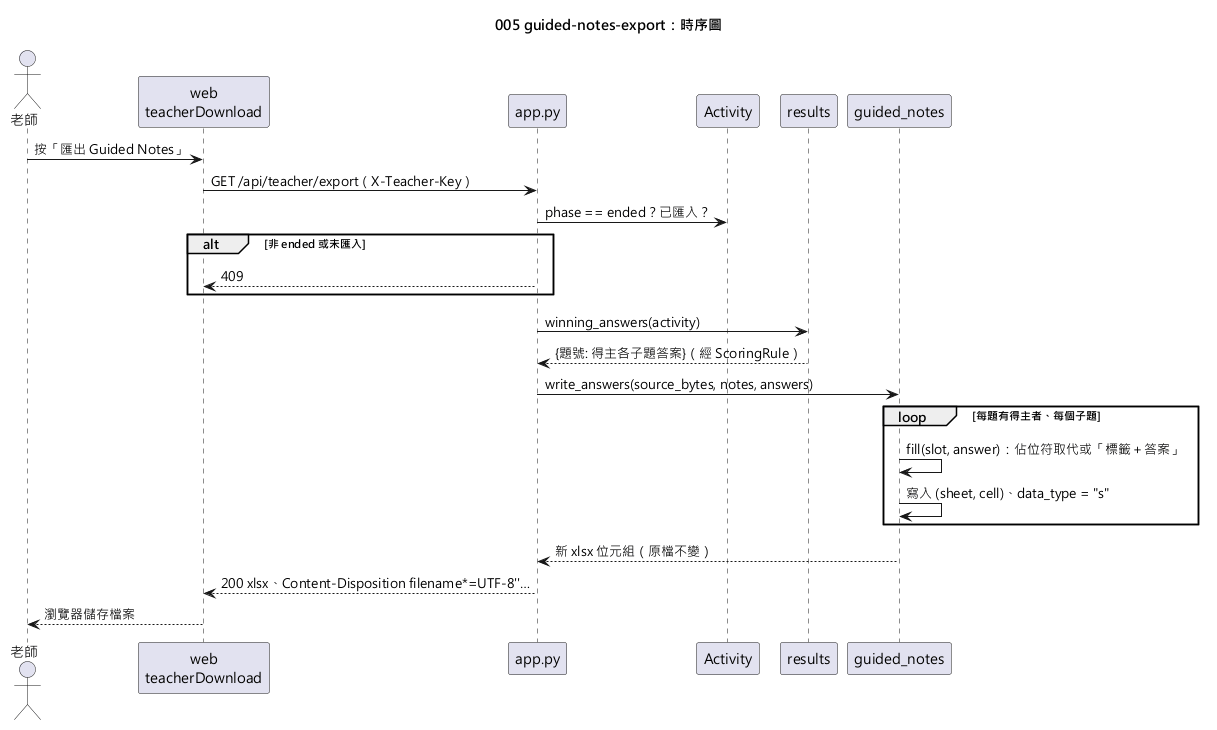 005 guided-notes-export：時序圖
老師
web
teacherDownload
app.py
Activity
results
guided_notes
按「匯出 Guided Notes」
GET /api/teacher/export（X-Teacher-Key）
phase == ended？已匯入？
alt
[非 ended 或未匯入]
409
winning_answers(activity)
{題號: 得主各子題答案}（經 ScoringRule）
write_answers(source_bytes, notes, answers)
loop
[每題有得主者、每個子題]
fill(slot, answer)：佔位符取代或「標籤＋答案」
寫入 (sheet, cell)、data_type = "s"
新 xlsx 位元組（原檔不變）
200 xlsx、Content-Disposition filename*=UTF-8''...
瀏覽器儲存檔案
老師
web
teacherDownload
app.py
Activity
results
guided_notes